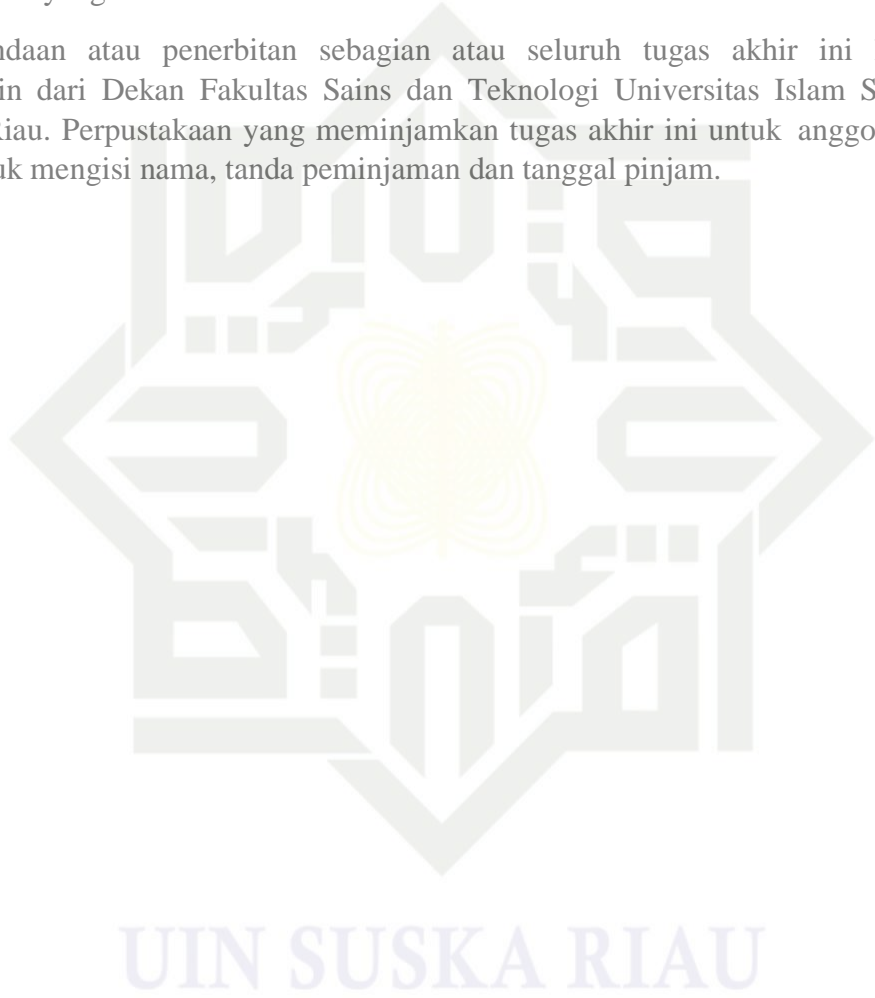 ndaan atau penerbitan sebagian atau seluruh tugas akhir ini
in dari Dekan Fakultas Sains dan Teknologi Universitas Islam S
Riau. Perpustakaan yang meminjamkan tugas akhir ini untuk anggo
uk mengisi nama, tanda peminjaman dan tanggal pinjam.
UIN SUSKA RIAU